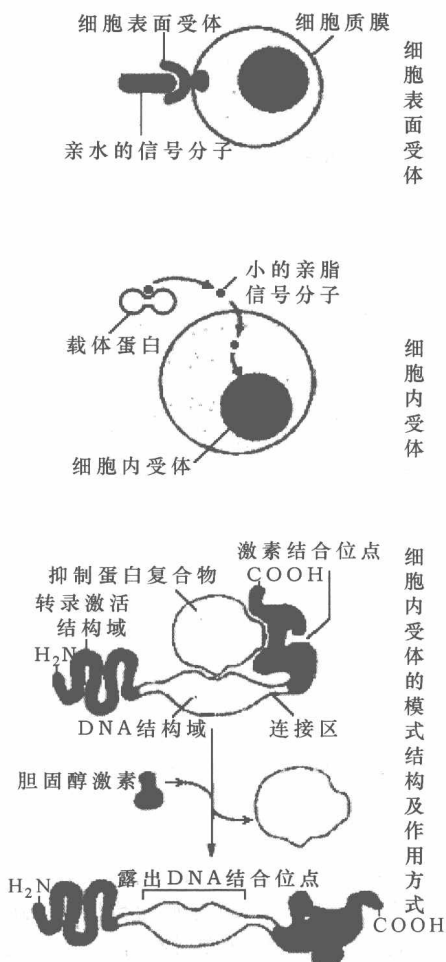 细胞表面受体
细胞质膜
亲水的信号分子
细胞表面受体
小的亲脂
信号分子
载体蛋白
细胞内受体
细胞内受体
激素结合位点
抑制蛋白复合物
COOH
转录激活
结构域
H₂N
DNA结构域
连接区
胆固醇激素
露出DNA结合位点
H₂N
COOH
细胞内受体的模式结构及作用方式